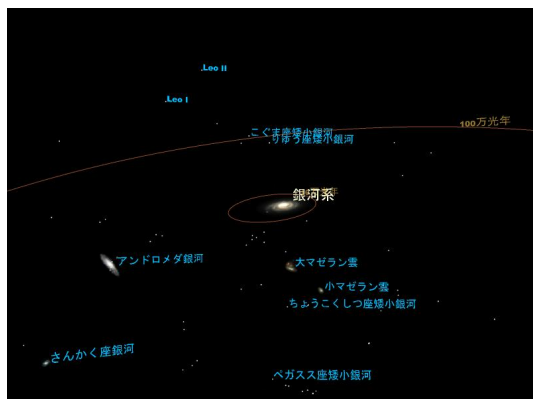 Leo II
Leo I
100万光年
こぐま座矮小銀河
りゅう座矮小銀河
銀河系
アンドロメダ銀河
大マゼラン雲
小マゼラン雲
ちょうこくしつ座矮小銀河
さんかく座銀河
ペガスス座矮小銀河